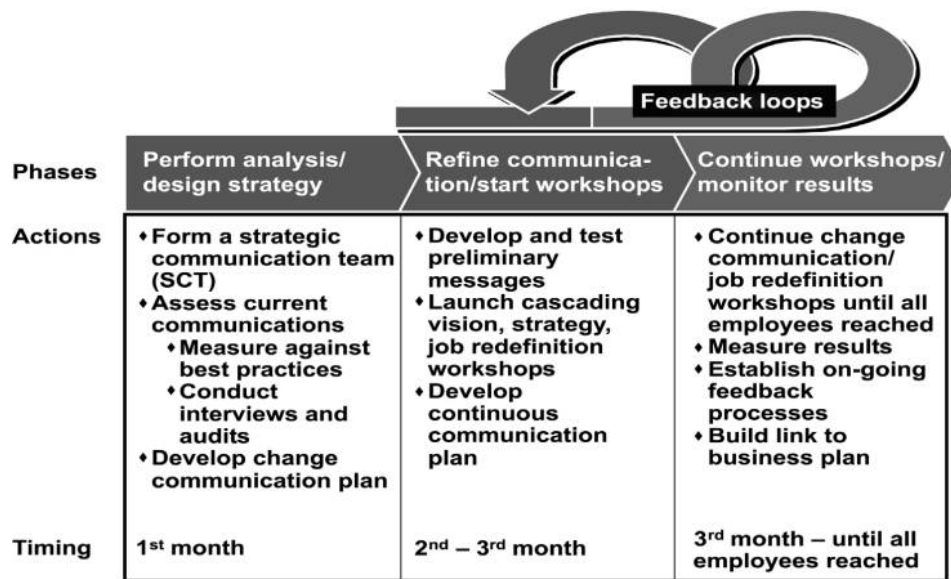 Feedback loops
Phases
Perform analysis/
design strategy
Refine communica-
tion/start workshops
Continue workshops/
monitor results
Actions
♦ Form a strategic
communication team
(SCT)
♦ Assess current
communications
♦ Measure against
best practices
♦ Conduct
interviews and
audits
♦ Develop change
communication plan
♦ Develop and test
preliminary
messages
♦ Launch cascading
vision, strategy,
job redefinition
workshops
♦ Develop
continuous
communication
plan
♦ Continue change
communication/
job redefinition
workshops until all
employees reached
♦ Measure results
♦ Establish on-going
feedback
processes
♦ Build link to
business plan
Timing
1st month
2nd – 3rd month
3rd month – until all
employees reached